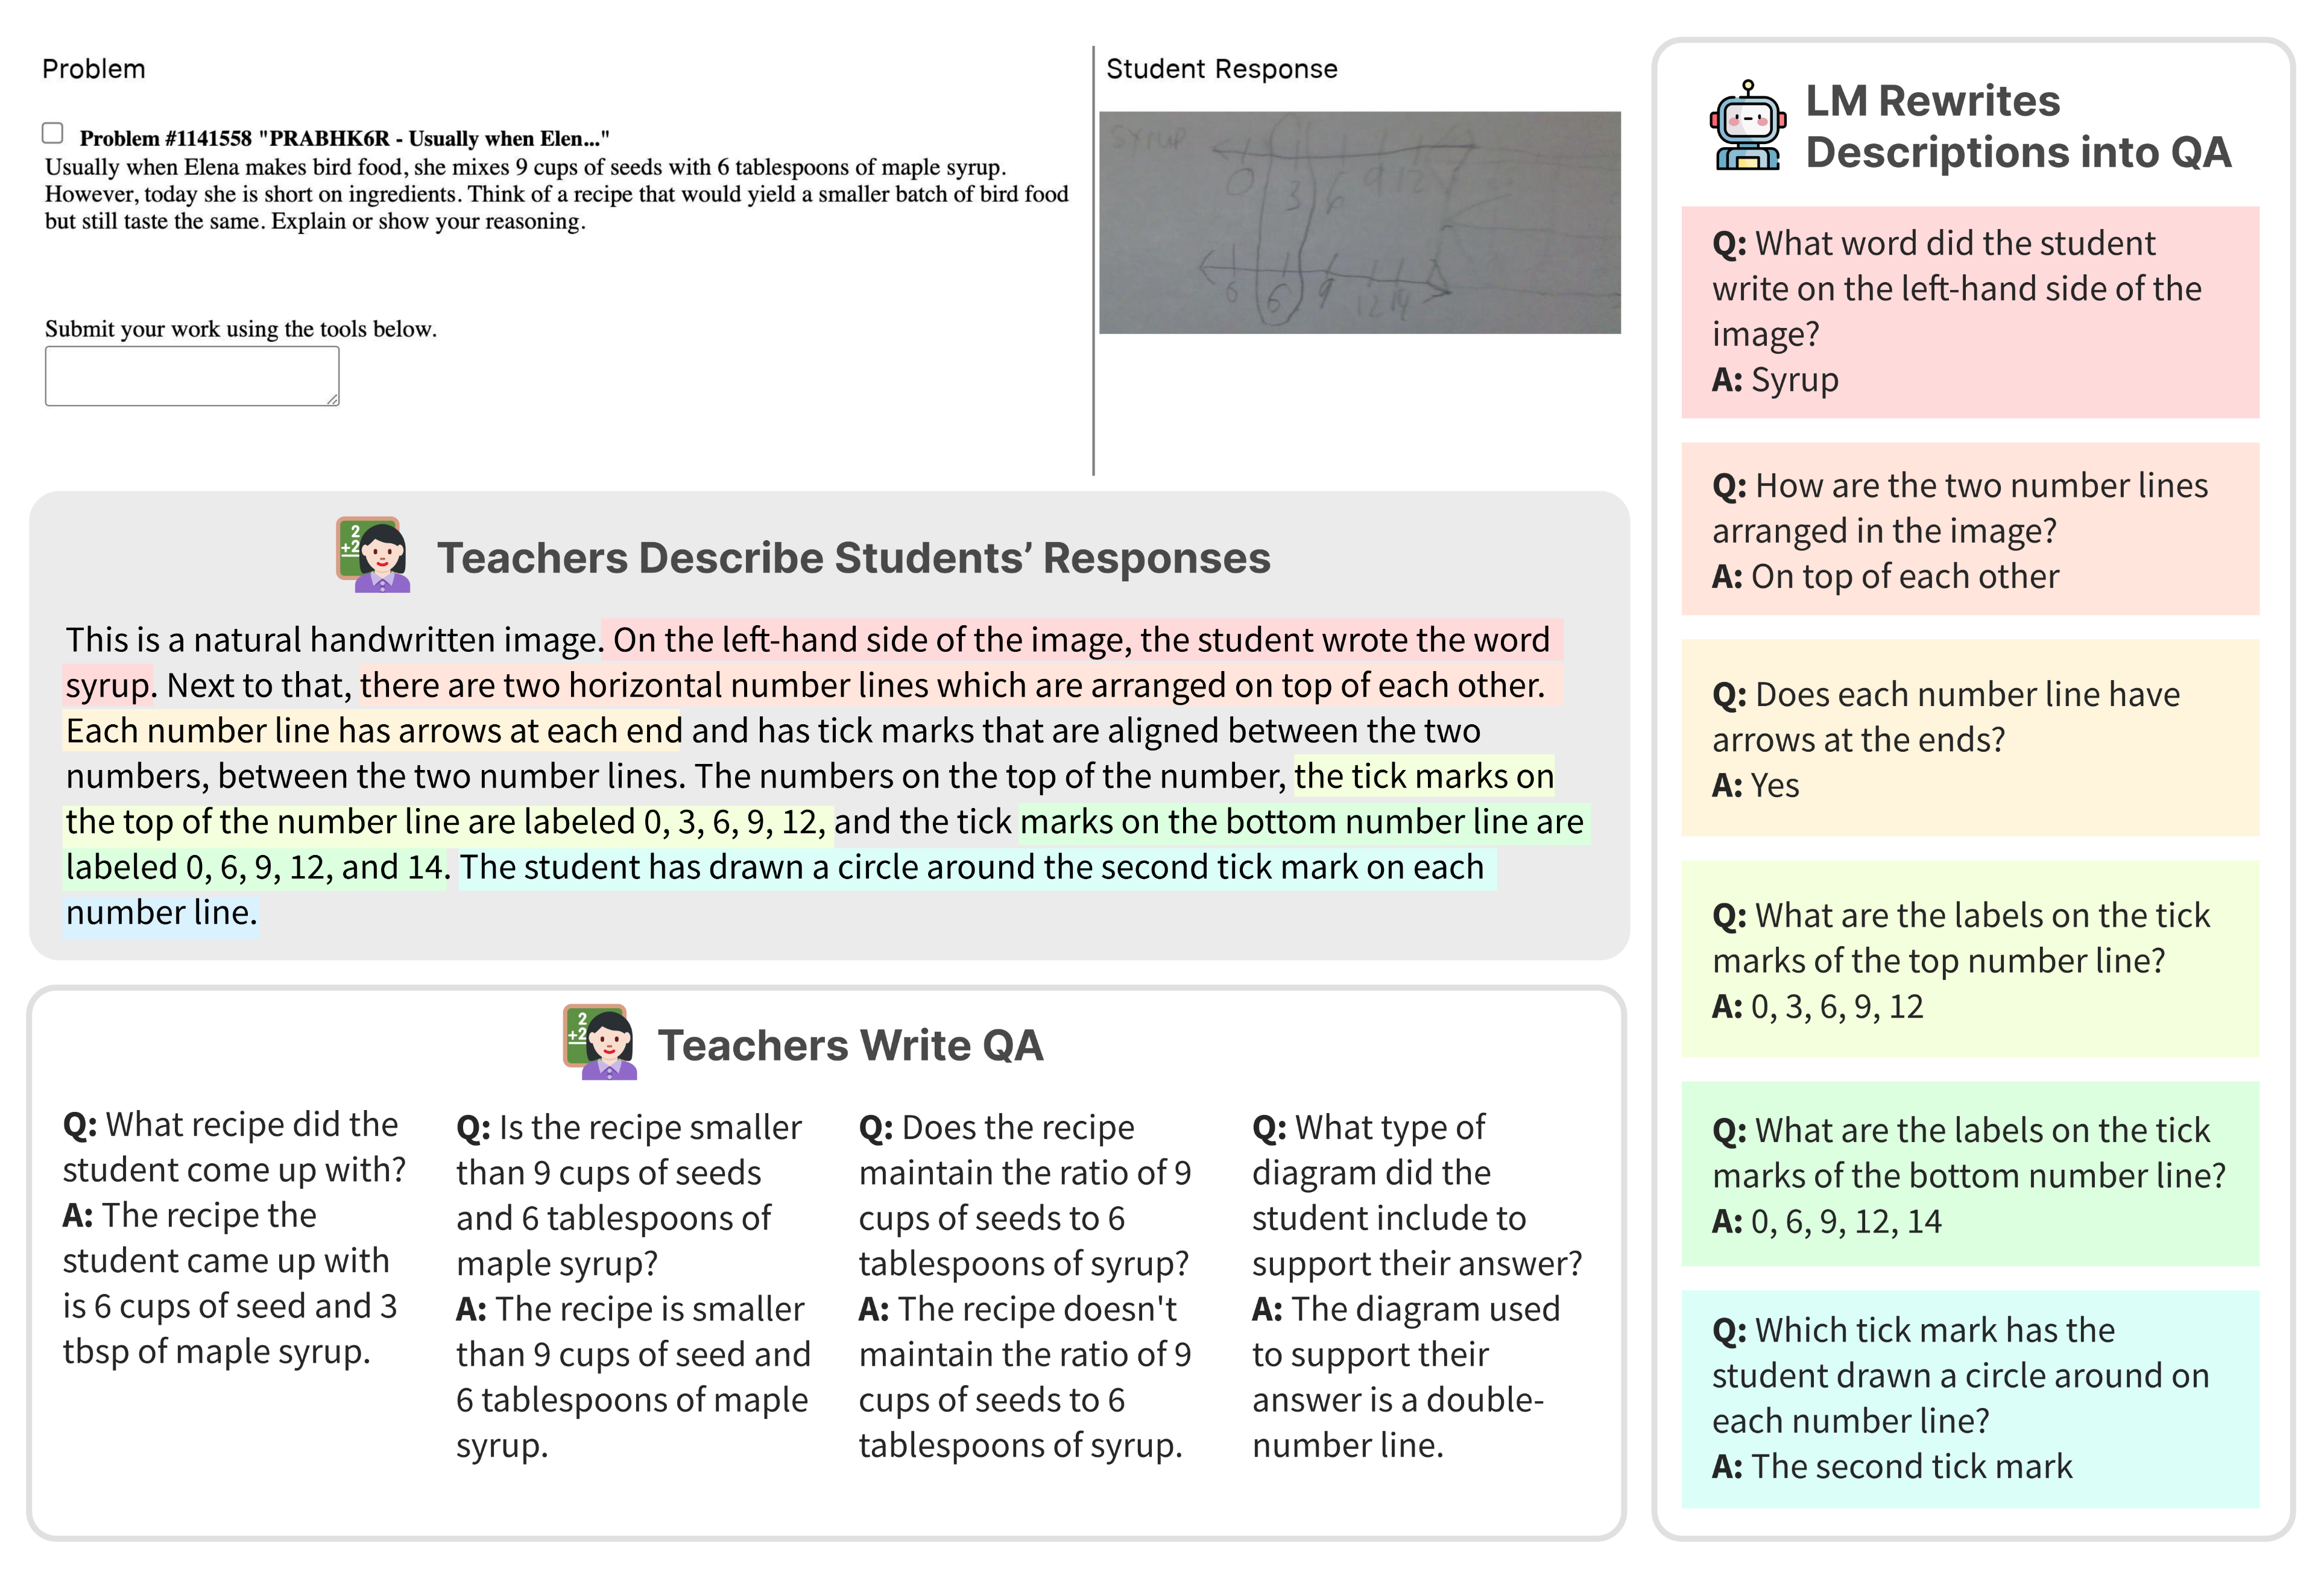 Problem
Problem #1141558 "PRABHK6R - Usually when Elen..."
Usually when Elena makes bird food, she mixes 9 cups of seeds with 6 tablespoons of maple syrup.
However, today she is short on ingredients. Think of a recipe that would yield a smaller batch of bird food
but still taste the same. Explain or show your reasoning.
Submit your work using the tools below.
Student Response
syrup
0 3 6 9 12
6 9 12 14
2
+2
Teachers Describe Students’ Responses
This is a natural handwritten image. On the left-hand side of the image, the student wrote the word
syrup. Next to that, there are two horizontal number lines which are arranged on top of each other.
Each number line has arrows at each end and has tick marks that are aligned between the two
numbers, between the two number lines. The numbers on the top of the number, the tick marks on
the top of the number line are labeled 0, 3, 6, 9, 12, and the tick marks on the bottom number line are
labeled 0, 6, 9, 12, and 14. The student has drawn a circle around the second tick mark on each
number line.
2
+2
Teachers Write QA
Q: What recipe did the
student come up with?
A: The recipe the
student came up with
is 6 cups of seed and 3
tbsp of maple syrup.
Q: Is the recipe smaller
than 9 cups of seeds
and 6 tablespoons of
maple syrup?
A: The recipe is smaller
than 9 cups of seed and
6 tablespoons of maple
syrup.
Q: Does the recipe
maintain the ratio of 9
cups of seeds to 6
tablespoons of syrup?
A: The recipe doesn't
maintain the ratio of 9
cups of seeds to 6
tablespoons of syrup.
Q: What type of
diagram did the
student include to
support their answer?
A: The diagram used
to support their
answer is a double-
number line.
LM Rewrites
Descriptions into QA
Q: What word did the student
write on the left-hand side of the
image?
A: Syrup
Q: How are the two number lines
arranged in the image?
A: On top of each other
Q: Does each number line have
arrows at the ends?
A: Yes
Q: What are the labels on the tick
marks of the top number line?
A: 0, 3, 6, 9, 12
Q: What are the labels on the tick
marks of the bottom number line?
A: 0, 6, 9, 12, 14
Q: Which tick mark has the
student drawn a circle around on
each number line?
A: The second tick mark